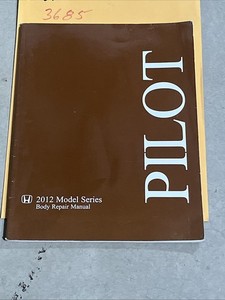 3685
PILOT
2012 Model Series
Body Repair Manual